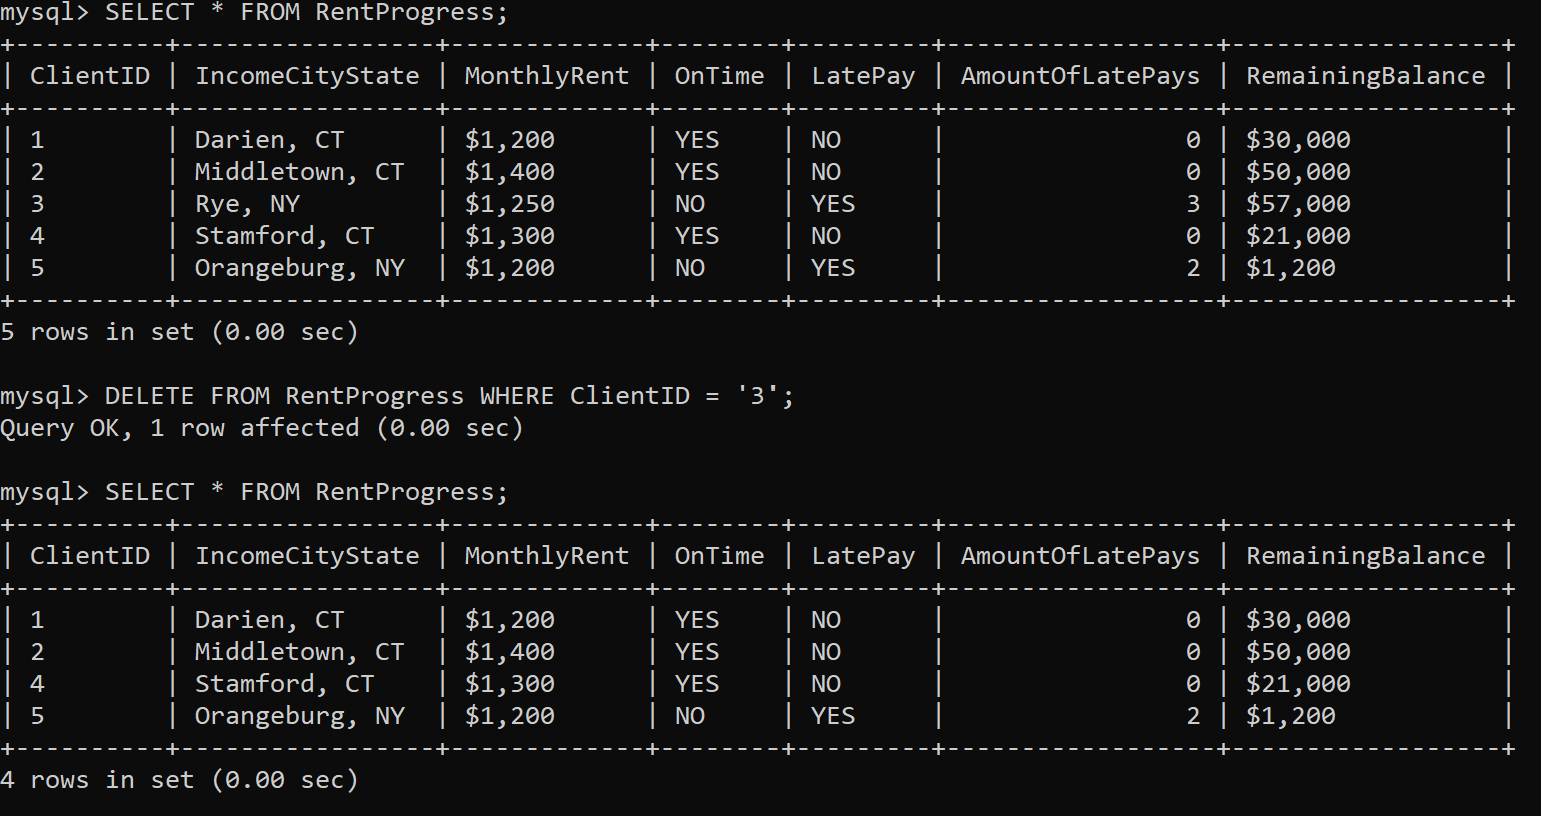 mysql> SELECT * FROM RentProgress;
+----------+-----------------+-------------+--------+---------+------------------+------------------+
| ClientID | IncomeCityState | MonthlyRent | OnTime | LatePay | AmountOfLatePays | RemainingBalance |
+----------+-----------------+-------------+--------+---------+------------------+------------------+
| 1        | Darien, CT      | $1,200      | YES    | NO      |                0 | $30,000          |
| 2        | Middletown, CT  | $1,400      | YES    | NO      |                0 | $50,000          |
| 3        | Rye, NY         | $1,250      | NO     | YES     |                3 | $57,000          |
| 4        | Stamford, CT    | $1,300      | YES    | NO      |                0 | $21,000          |
| 5        | Orangeburg, NY  | $1,200      | NO     | YES     |                2 | $1,200           |
+----------+-----------------+-------------+--------+---------+------------------+------------------+
5 rows in set (0.00 sec)

mysql> DELETE FROM RentProgress WHERE ClientID = '3';
Query OK, 1 row affected (0.00 sec)

mysql> SELECT * FROM RentProgress;
+----------+-----------------+-------------+--------+---------+------------------+------------------+
| ClientID | IncomeCityState | MonthlyRent | OnTime | LatePay | AmountOfLatePays | RemainingBalance |
+----------+-----------------+-------------+--------+---------+------------------+------------------+
| 1        | Darien, CT      | $1,200      | YES    | NO      |                0 | $30,000          |
| 2        | Middletown, CT  | $1,400      | YES    | NO      |                0 | $50,000          |
| 4        | Stamford, CT    | $1,300      | YES    | NO      |                0 | $21,000          |
| 5        | Orangeburg, NY  | $1,200      | NO     | YES     |                2 | $1,200           |
+----------+-----------------+-------------+--------+---------+------------------+------------------+
4 rows in set (0.00 sec)